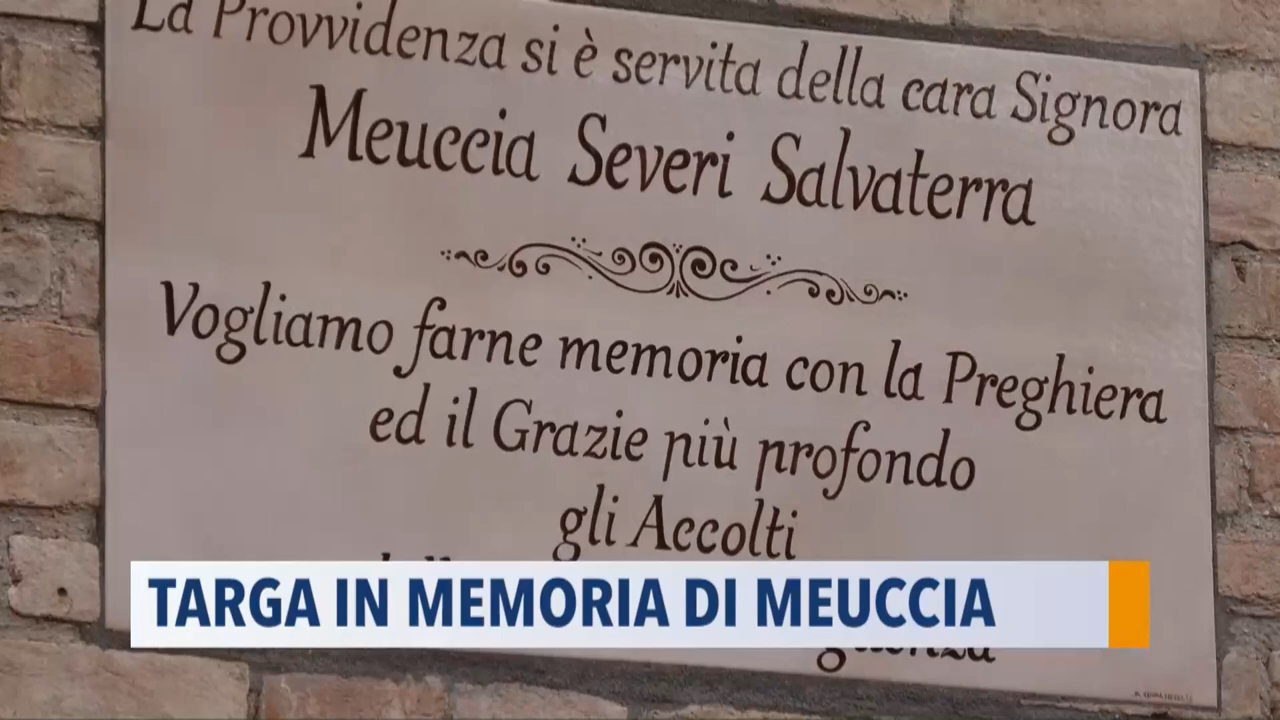 La Provvidenza si è servita della cara Signora
Meuccia Severi Salvaterra
Vogliamo farne memoria con la Preghiera
ed il Grazie più profondo
gli Accolti
TARGA IN MEMORIA DI MEUCCIA